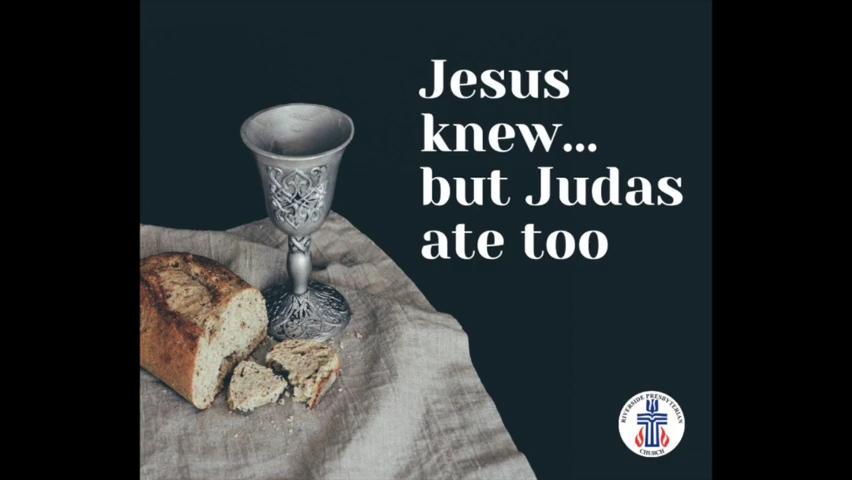 Jesus
knew...
but Judas
ate too
RIVERSIDE PRESBYTERIAN
CHURCH